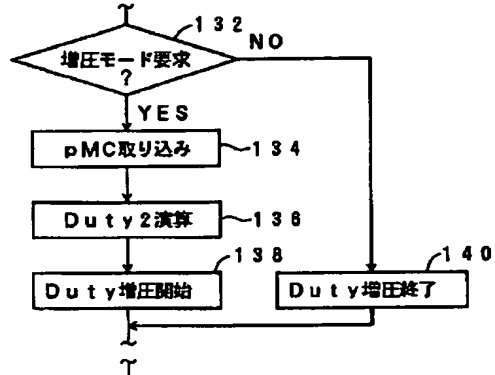 132
増圧モード要求
?
NO
YES
pMC取り込み
134
Duty2演算
136
Duty増圧開始
138
Duty増圧終了
140